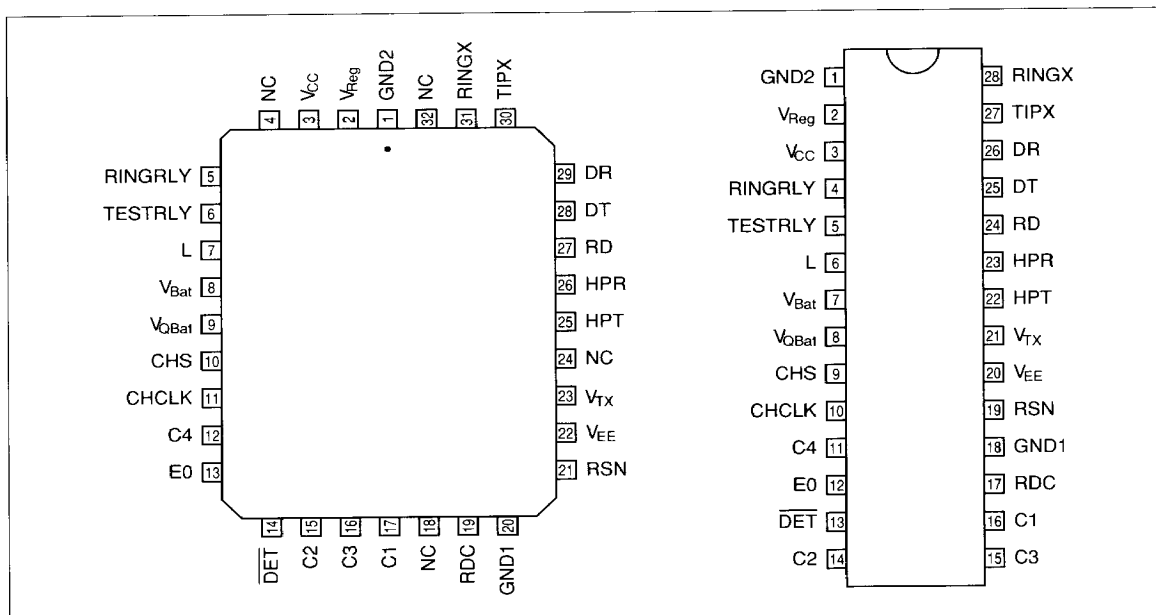 NC VCC VReg GND2 NC RINGX TIPX
4 3 2 1 32 31 30
RINGRLY 5
TESTRLY 6
L 7
VBat 8
VQBat 9
CHS 10
CHCLK 11
C4 12
E0 13
29 DR
28 DT
27 RD
26 HPR
25 HPT
24 NC
23 VTX
22 VEE
21 RSN
14 15 16 17 18 19 20
DET C2 C3 C1 NC RDC GND1
GND2 1
VReg 2
VCC 3
RINGRLY 4
TESTRLY 5
L 6
VBat 7
VQBat 8
CHS 9
CHCLK 10
C4 11
E0 12
DET 13
C2 14
28 RINGX
27 TIPX
26 DR
25 DT
24 RD
23 HPR
22 HPT
21 VTX
20 VEE
19 RSN
18 GND1
17 RDC
16 C1
15 C3